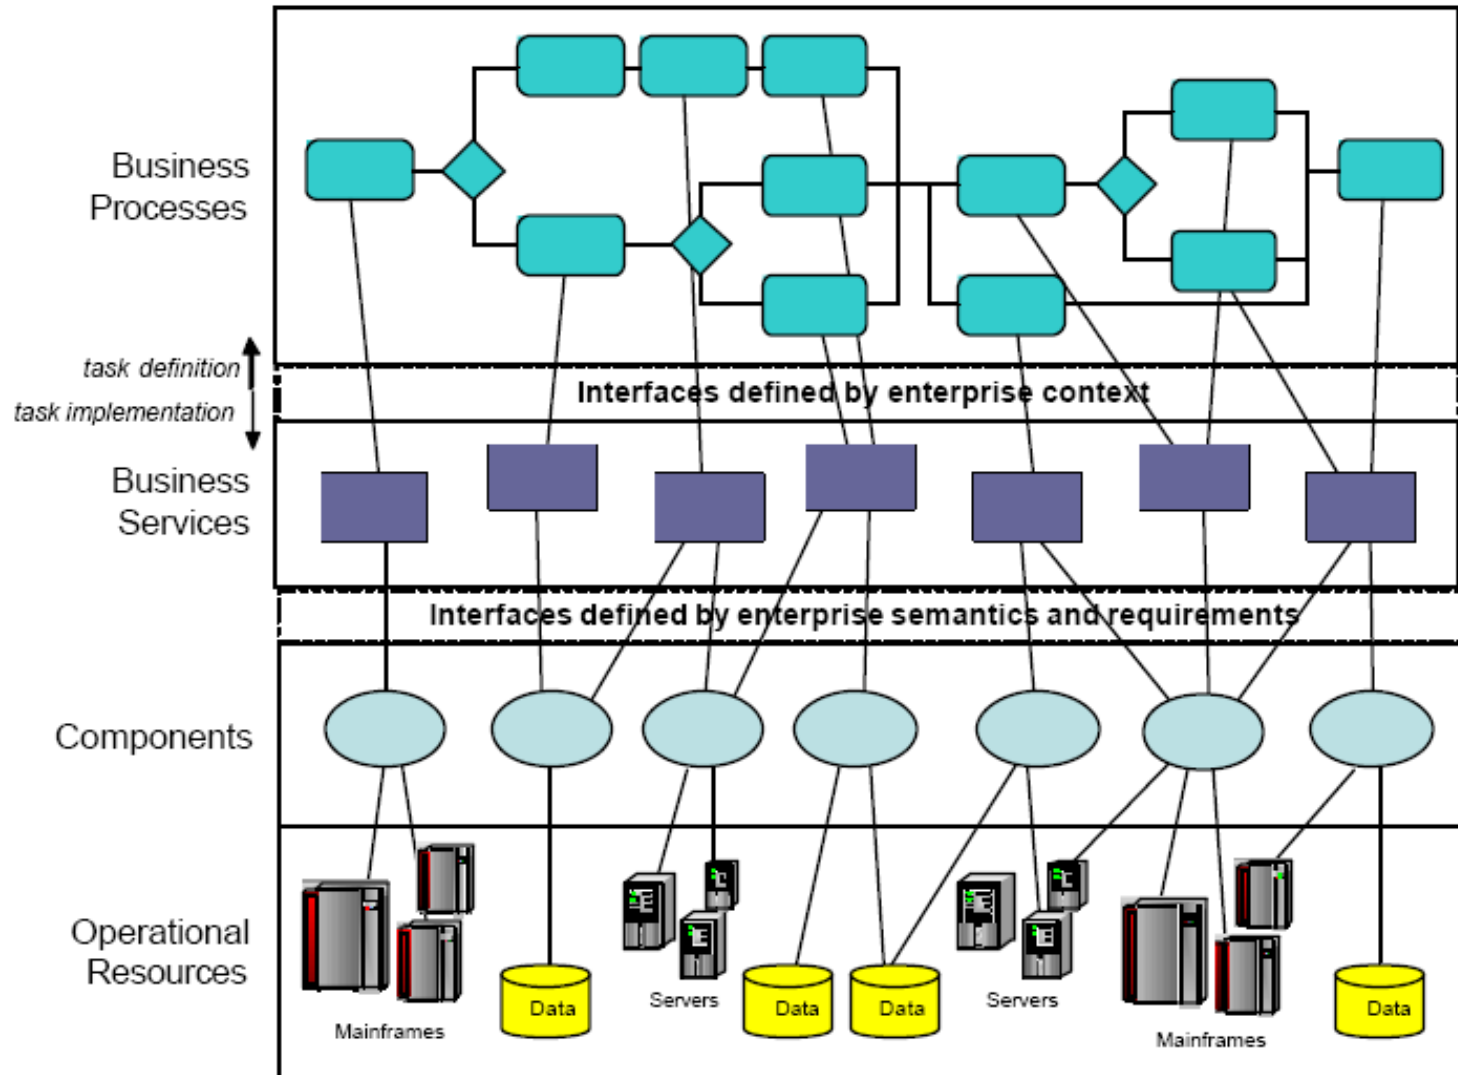 Business
Processes
task definition
task implementation
Interfaces defined by enterprise context
Business
Services
Interfaces defined by enterprise semantics and requirements
Components
Operational
Resources
Mainframes
Data
Servers
Data
Data
Servers
Mainframes
Data